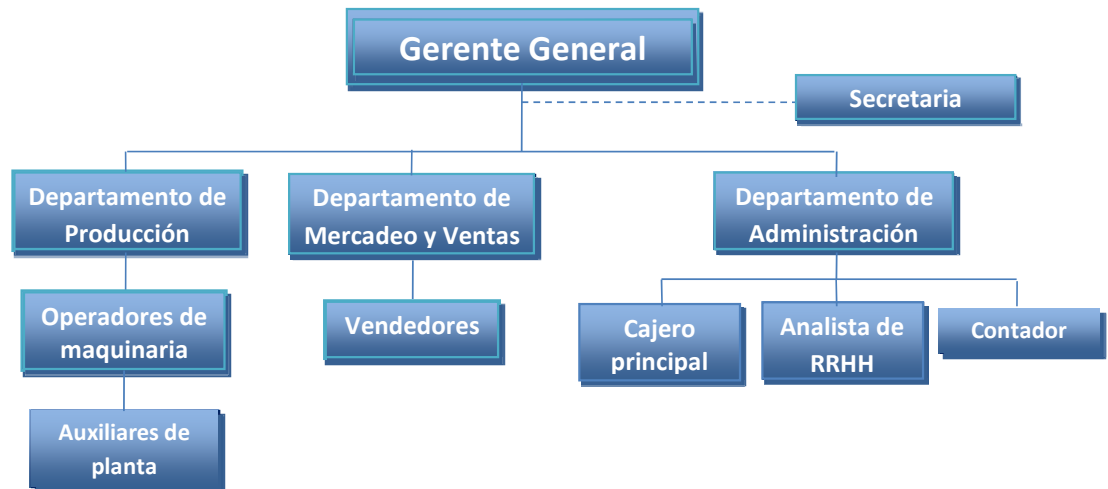 Gerente General
Secretaria
Departamento de
Producción
Departamento de
Mercadeo y Ventas
Departamento de
Administración
Operadores de
maquinaria
Vendedores
Cajero
principal
Analista de
RRHH
Contador
Auxiliares de
planta